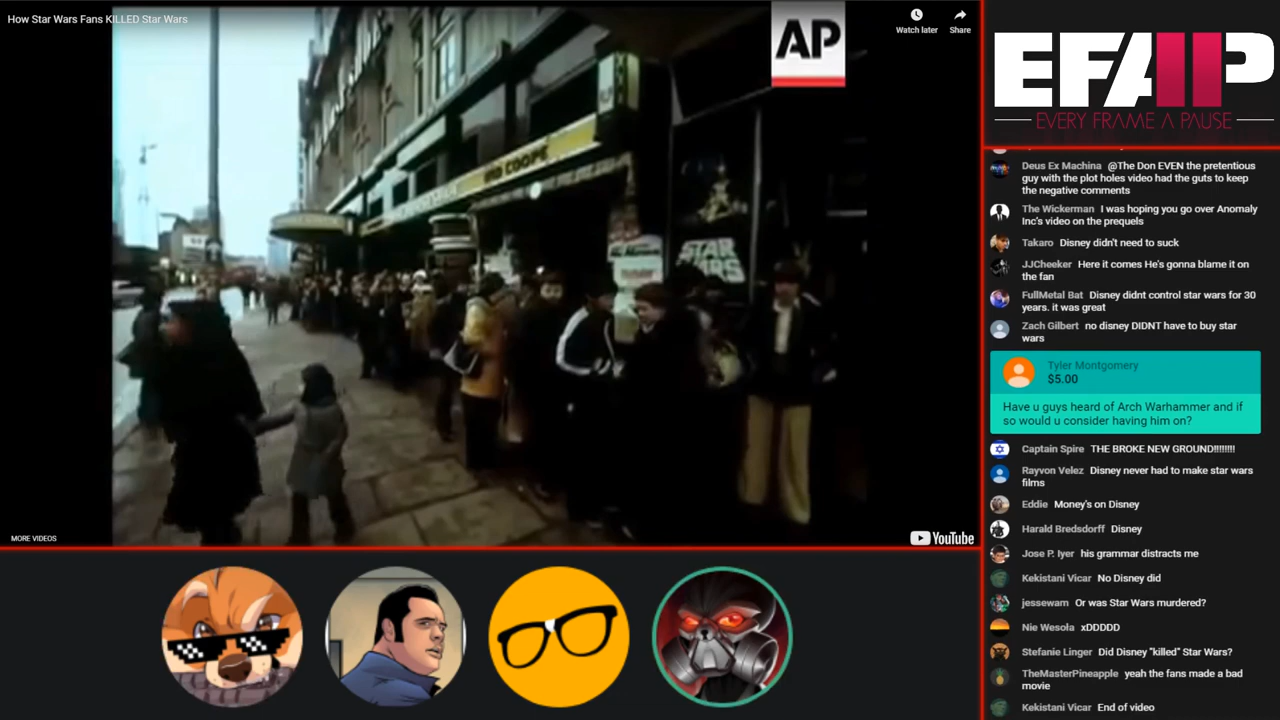 How Star Wars Fans KILLED Star Wars
Watch later
Share
AP
STAR
WARS
MORE VIDEOS
YouTube
EFAP
EVERY FRAME A PAUSE
Deus Ex Machina @The Don EVEN the pretentious
guy with the plot holes video had the guts to keep
the negative comments
The Wickerman I was hoping you go over Anomaly
Inc's video on the prequels
Takaro Disney didn't need to suck
JJCheeker Here it comes He's gonna blame it on
the fan
FullMetal Bat Disney didnt control star wars for 30
years. it was great
Zach Gilbert no disney DIDNT have to buy star
wars
Tyler Montgomery
$5.00
Have u guys heard of Arch Warhammer and if
so would u consider having him on?
Captain Spire THE BROKE NEW GROUND!!!!!!!!!
Rayvon Velez Disney never had to make star wars
films
Eddie Money's on Disney
Harald Bredsdorff Disney
Jose P. Iyer his grammar distracts me
Kekistani Vicar No Disney did
jessewam Or was Star Wars murdered?
Nie Wesoła xDDDDD
Stefanie Linger Did Disney "killed" Star Wars?
TheMasterPineapple yeah the fans made a bad
movie
Kekistani Vicar End of video